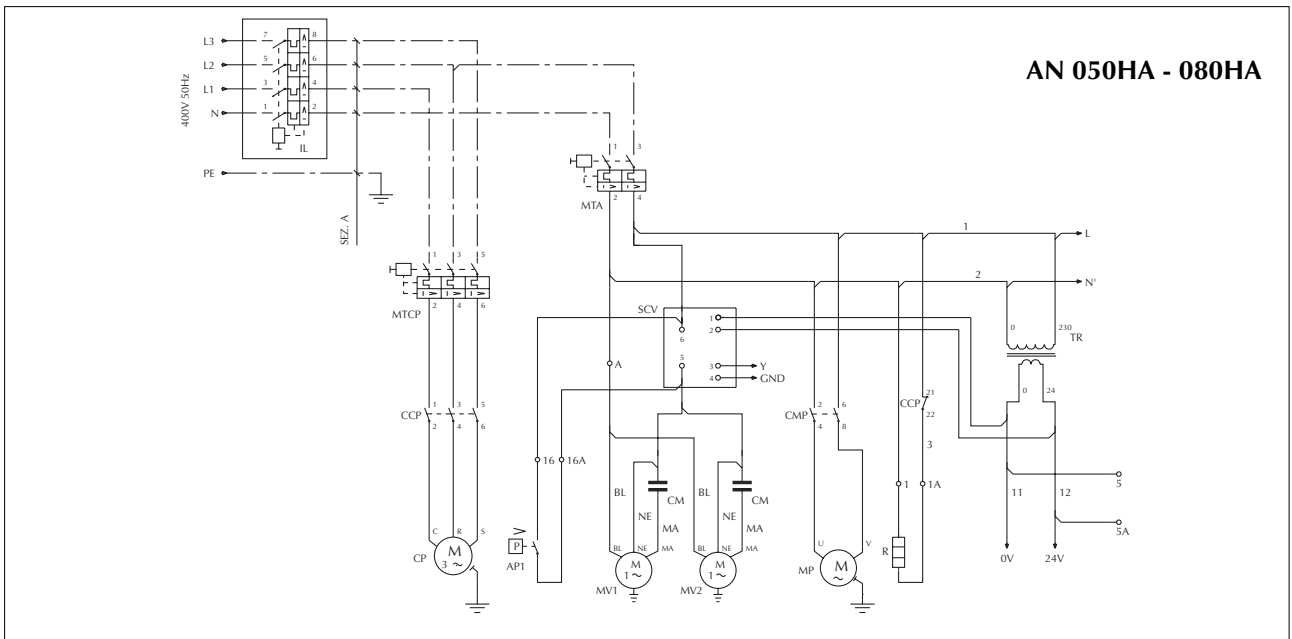 AN 050HA - 080HA
400V 50Hz
L3 7 8
L2 5 6
L1 3 4
N 1 2
IL
PE
SEZ. A
1 3
2 4
MTA
1 L
2 N'
1 3 5
2 4 6
MTCP
SCV
6 1
2
5 3 Y
4 GND
A
0 230
TR
0 24
1 3 5
CCP
2 4 6
2 6
CMP
4 8
21
CCP
22
3
16 16A
1 1A
BL CM BL CM
NE NE
MA MA
11 12
5
5A
C R S
CP M
3 ~
P
AP1
BL NE MA
M
1 ~
MV1
BL NE MA
M
1 ~
MV2
U V
MP M
~
R
0V 24V